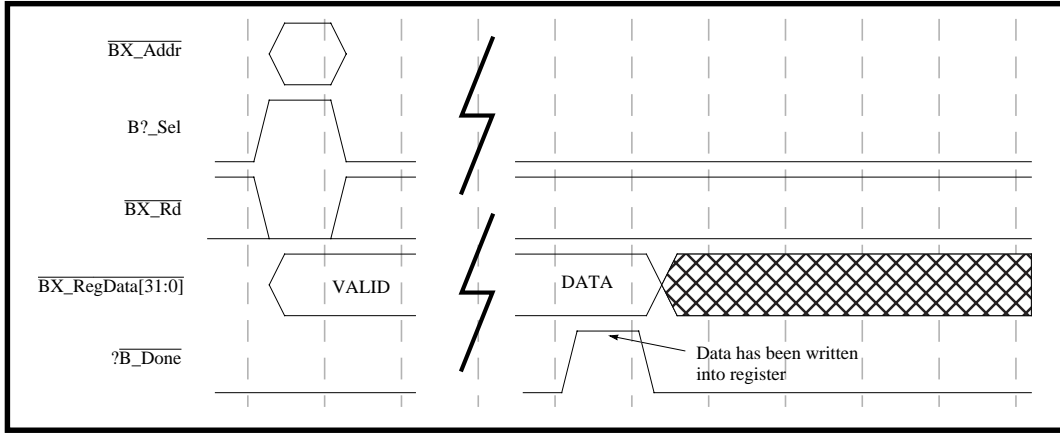 BX_Addr
B?_Sel
BX_Rd
BX_RegData[31:0]
VALID
DATA
?B_Done
Data has been written
into register